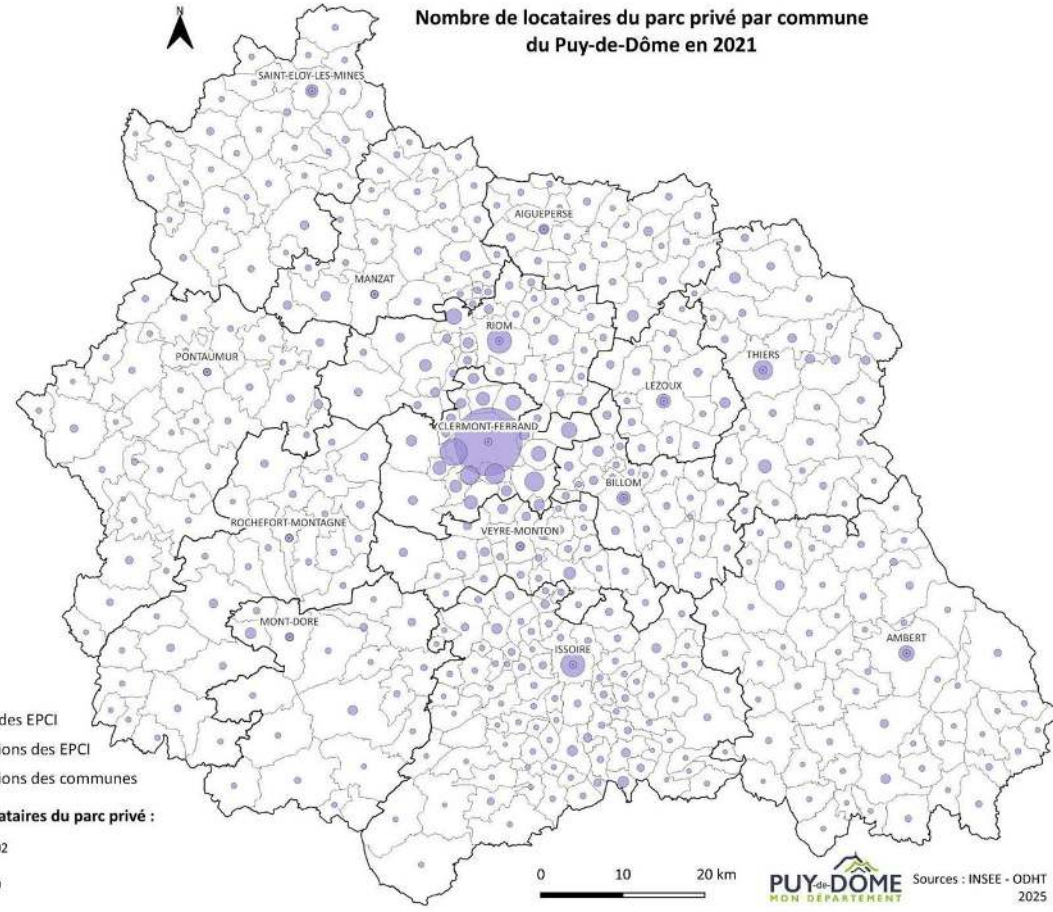 Nombre de locataires du parc privé par commune
du Puy-de-Dôme en 2021
N
SAINT-ELOY-LES-MINES
AIGUEPERSE
MANZAT
RIOM
PONTAUMUR
THIERS
LEZOUX
CLERMONT-FERRAND
BILLOM
ROCHEFORT-MONTAGNE
VEYRE-MONTON
MONT-DORE
ISSOIRE
AMBERT
des EPCI
ions des EPCI
ions des communes
ataires du parc privé :
0 10 20 km
PUY-de-DÔME
MON DÉPARTEMENT
Sources : INSEE - ODHT
2025